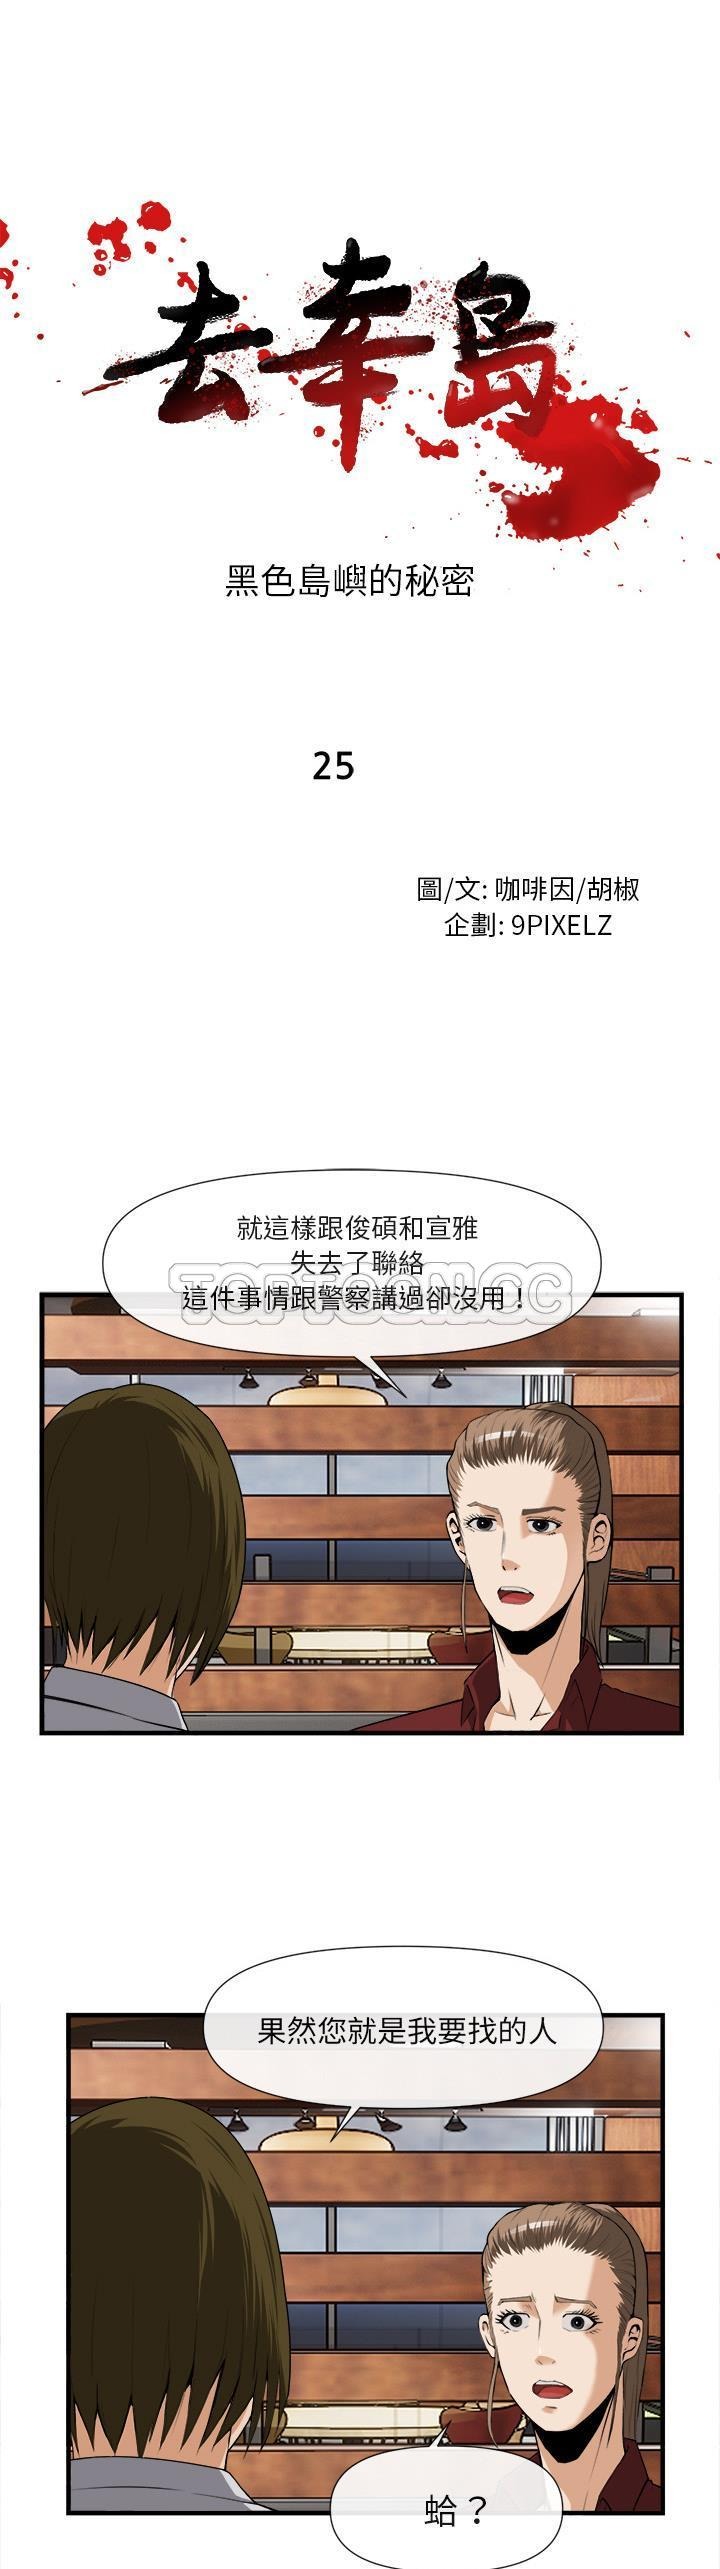 去幸島
黑色島嶼的秘密
25
圖/文: 咖啡因/胡椒
企劃: 9PIXELZ
就這樣跟俊碩和宣雅
失去了聯絡
TOPTOON.CC
這件事情跟警察講過卻沒用！
果然您就是我要找的人
蛤？